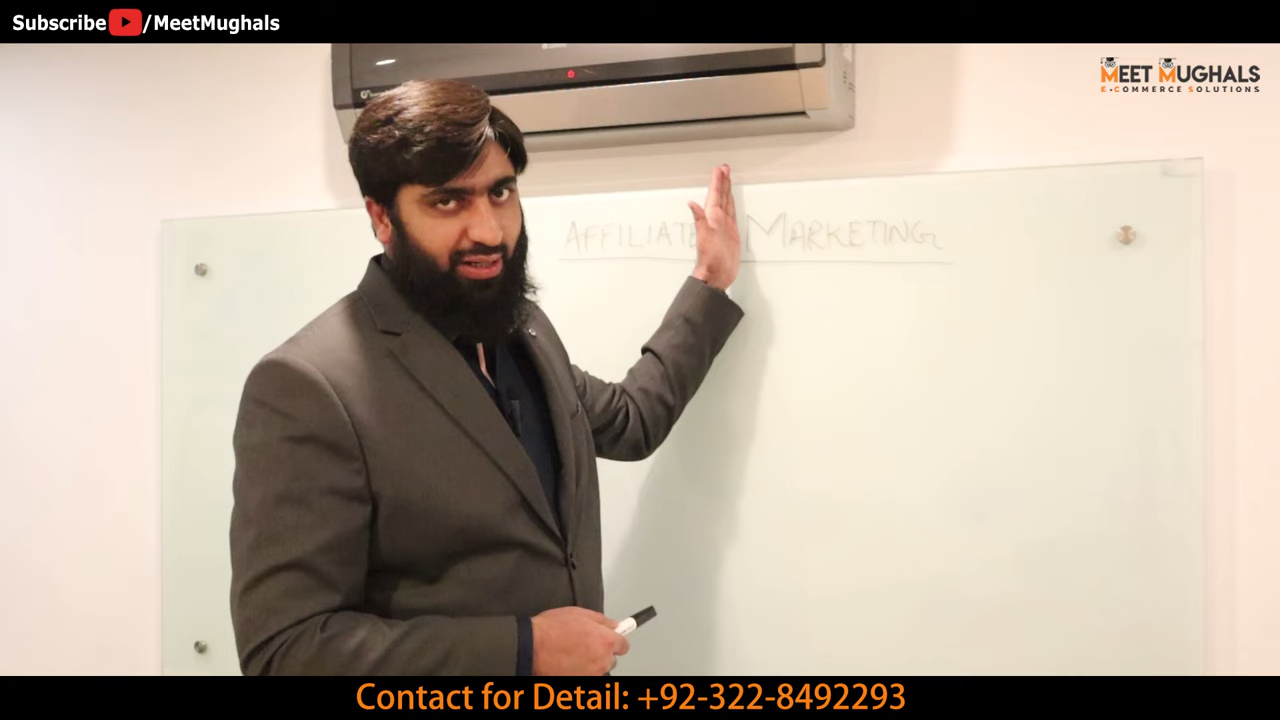 Subscribe /MeetMughals
MEET MUGHALS
E-COMMERCE SOLUTIONS
AFFILIATE MARKETING
Contact for Detail: +92-322-8492293